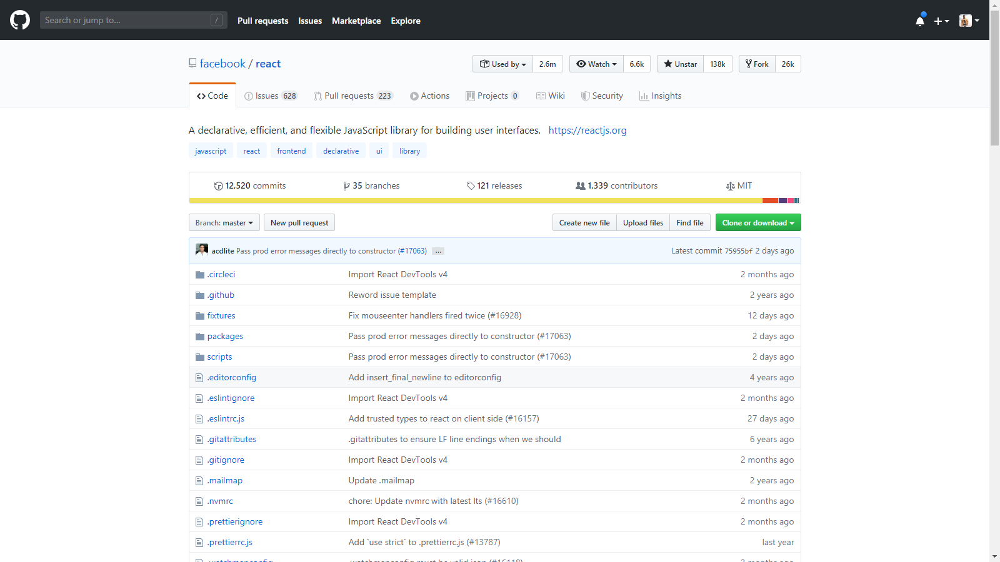 Search or jump to... / Pull requests Issues Marketplace Explore
facebook / react Used by 2.6m Watch 6.6k Unstar 138k Fork 26k
Code Issues 628 Pull requests 223 Actions Projects 0 Wiki Security Insights
A declarative, efficient, and flexible JavaScript library for building user interfaces. https://reactjs.org
javascript react frontend declarative ui library
12,520 commits 35 branches 121 releases 1,339 contributors MIT
Branch: master New pull request Create new file Upload files Find file Clone or download
acdlite Pass prod error messages directly to constructor (#17063) ... Latest commit 75955bf 2 days ago
.circleci Import React DevTools v4 2 months ago
.github Reword issue template 2 years ago
fixtures Fix mouseenter handlers fired twice (#16928) 12 days ago
packages Pass prod error messages directly to constructor (#17063) 2 days ago
scripts Pass prod error messages directly to constructor (#17063) 2 days ago
.editorconfig Add insert_final_newline to editorconfig 4 years ago
.eslintignore Import React DevTools v4 2 months ago
.eslintrc.js Add trusted types to react on client side (#16157) 27 days ago
.gitattributes .gitattributes to ensure LF line endings when we should 6 years ago
.gitignore Import React DevTools v4 2 months ago
.mailmap Update .mailmap 2 years ago
.nvmrc chore: Update nvmrc with latest lts (#16610) 2 months ago
.prettierignore Import React DevTools v4 2 months ago
.prettierrc.js Add `use strict` to .prettierrc.js (#13787) last year
.watchmanconfig .watchmanconfig must be valid json (#16118) months ago